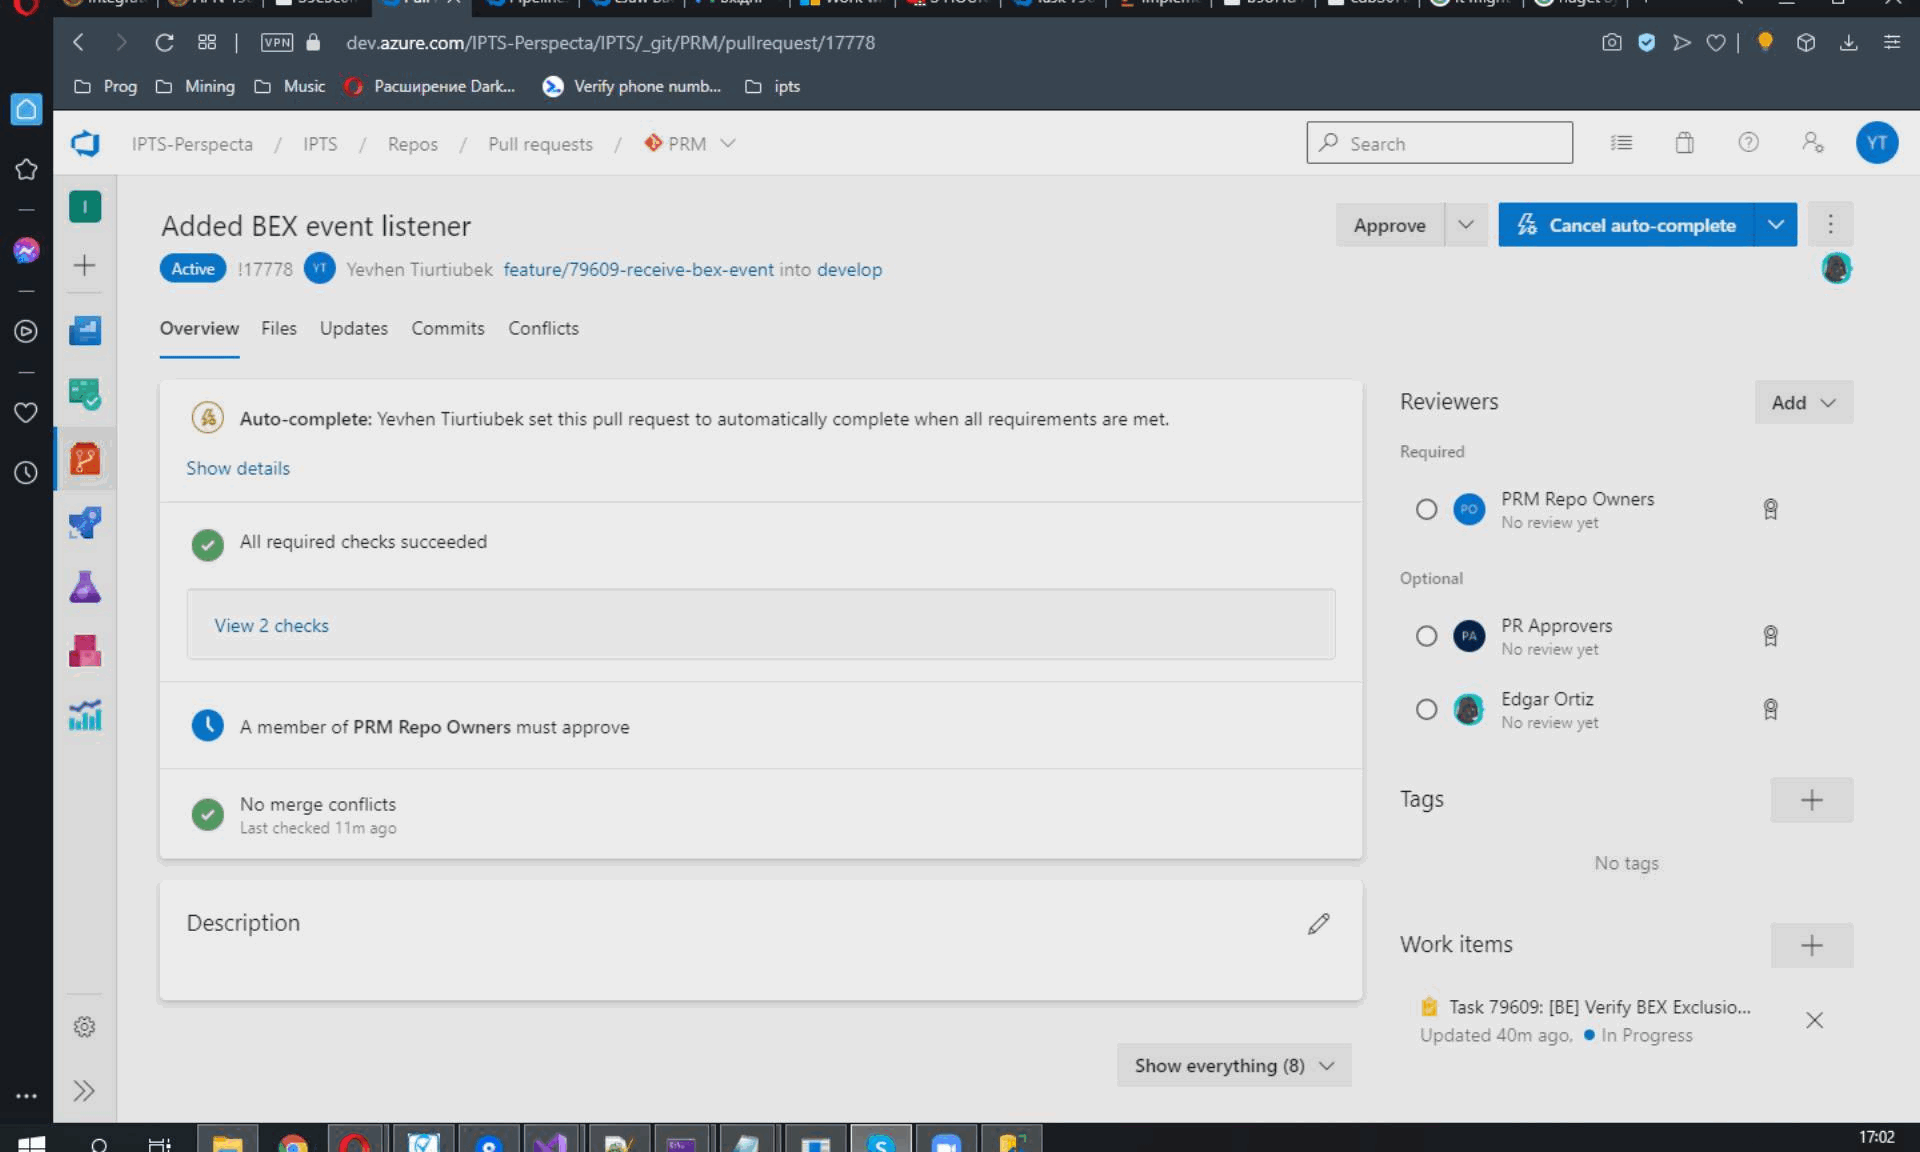 VPN
dev.azure.com/IPTS-Perspecta/IPTS/_git/PRM/pullrequest/17778
Prog
Mining
Music
Расширение Dark...
Verify phone numb...
ipts
IPTS-Perspecta / IPTS / Repos / Pull requests / PRM
Search
YT
I
Added BEX event listener
Approve
Cancel auto-complete
Active !17778 YT Yevhen Tiurtiubek feature/79609-receive-bex-event into develop
Overview Files Updates Commits Conflicts
Auto-complete: Yevhen Tiurtiubek set this pull request to automatically complete when all requirements are met.
Show details
All required checks succeeded
View 2 checks
A member of PRM Repo Owners must approve
No merge conflicts
Last checked 11m ago
Description
Show everything (8)
Reviewers
Add
Required
PO
PRM Repo Owners
No review yet
Optional
PA
PR Approvers
No review yet
Edgar Ortiz
No review yet
Tags
No tags
Work items
Task 79609: [BE] Verify BEX Exclusio...
Updated 40m ago, In Progress
17:02